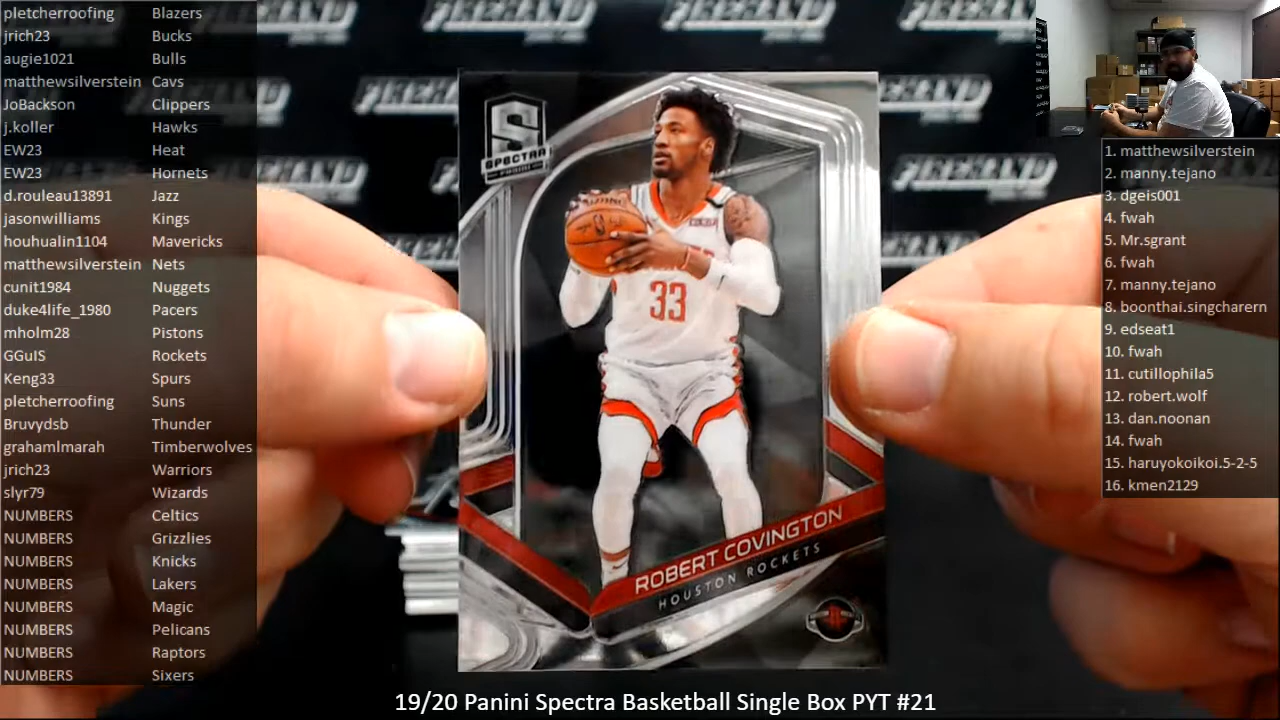 pletcherroofing Blazers
jrich23 Bucks
augie1021 Bulls
matthewsilverstein Cavs
JoBackson Clippers
j.koller Hawks
EW23 Heat
EW23 Hornets
d.rouleau13891 Jazz
jasonwilliams Kings
houhualin1104 Mavericks
matthewsilverstein Nets
cunit1984 Nuggets
duke4life_1980 Pacers
mholm28 Pistons
GGuIS Rockets
Keng33 Spurs
pletcherroofing Suns
Bruvydsb Thunder
grahamlmarah Timberwolves
jrich23 Warriors
slyr79 Wizards
NUMBERS Celtics
NUMBERS Grizzlies
NUMBERS Knicks
NUMBERS Lakers
NUMBERS Magic
NUMBERS Pelicans
NUMBERS Raptors
NUMBERS Sixers
S
SPECTRA
PANINI
33
ROBERT COVINGTON
HOUSTON ROCKETS
1. matthewsilverstein
2. manny.tejano
3. dgeis001
4. fwah
5. Mr.sgrant
6. fwah
7. manny.tejano
8. boonthai.singcharern
9. edseat1
10. fwah
11. cutillophila5
12. robert.wolf
13. dan.noonan
14. fwah
15. haruyokoikoi.5-2-5
16. kmen2129
19/20 Panini Spectra Basketball Single Box PYT #21